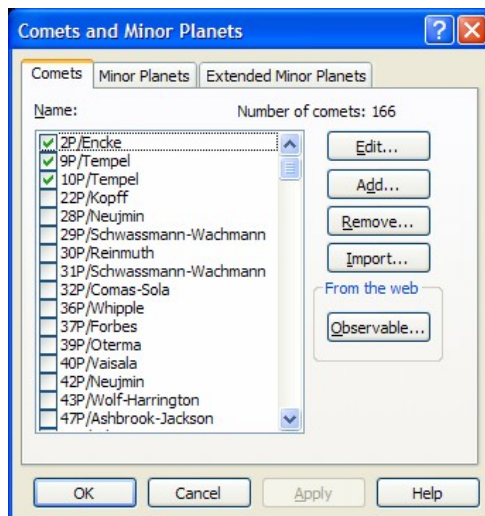 Comets and Minor Planets
Comets Minor Planets Extended Minor Planets
Name: Number of comets: 166
2P/Encke
9P/Tempel
10P/Tempel
22P/Kopff
28P/Neujmin
29P/Schwassmann-Wachmann
30P/Reinmuth
31P/Schwassmann-Wachmann
32P/Comas-Sola
36P/Whipple
37P/Forbes
39P/Oterma
40P/Vaisala
42P/Neujmin
43P/Wolf-Harrington
47P/Ashbrook-Jackson
Edit...
Add...
Remove...
Import...
From the web
Observable...
OK Cancel Apply Help